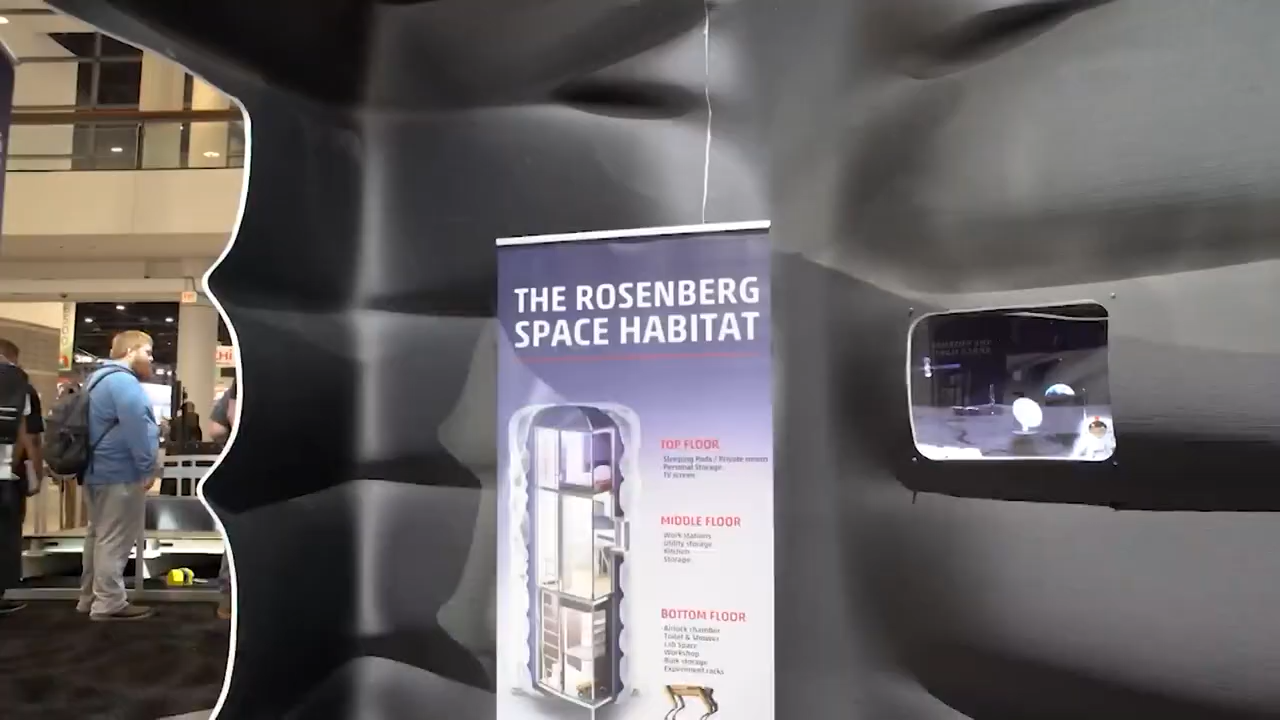 THE ROSENBERG
SPACE HABITAT
TOP FLOOR
Sleeping Pods / Private rooms
Personal Storage
TV screen
MIDDLE FLOOR
Work stations
Utility storage
Kitchen
Storage
BOTTOM FLOOR
Airlock chamber
Toilet & Shower
Lab Space
Workshop
Bulk storage
Experiment racks